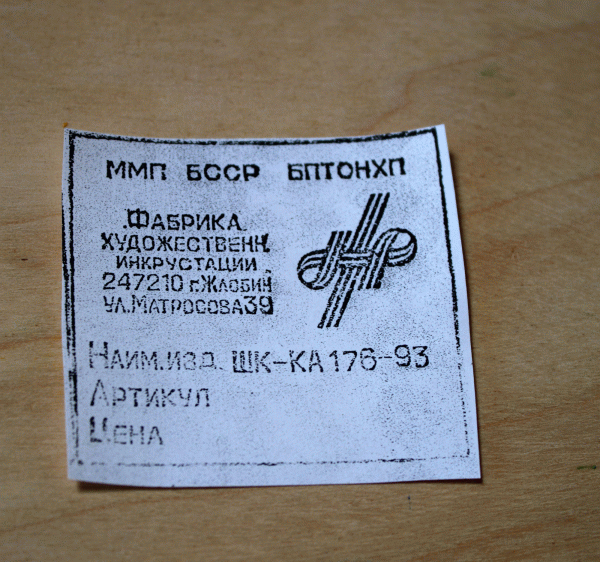 ММП БССР БПТОНХП
ФАБРИКА
ХУДОЖЕСТВЕНН.
ИНКРУСТАЦИИ
247210 г.ЖЛОБИН
УЛ.МАТРОСОВА39
НАИМ.ИЗД. ШК-КА 176-93
АРТИКУЛ
ЦЕНА